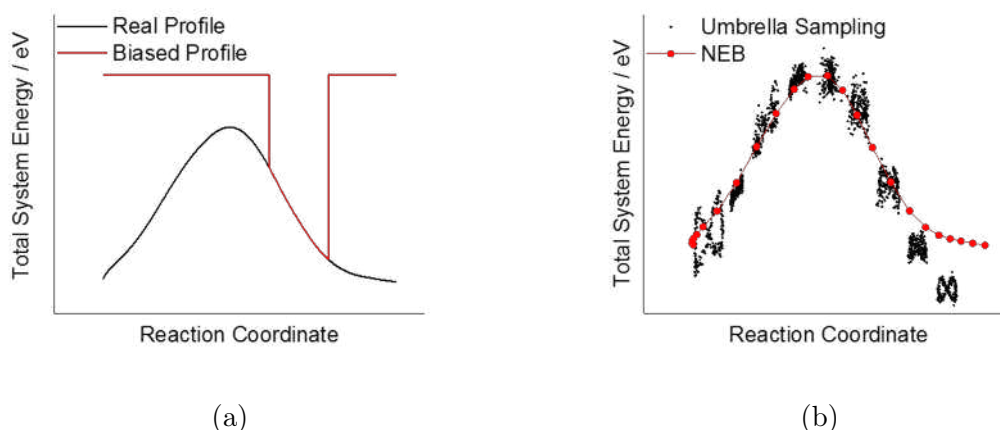 Real Profile
Biased Profile
Total System Energy / eV
Reaction Coordinate
(a)
Umbrella Sampling
NEB
Total System Energy / eV
Reaction Coordinate
(b)